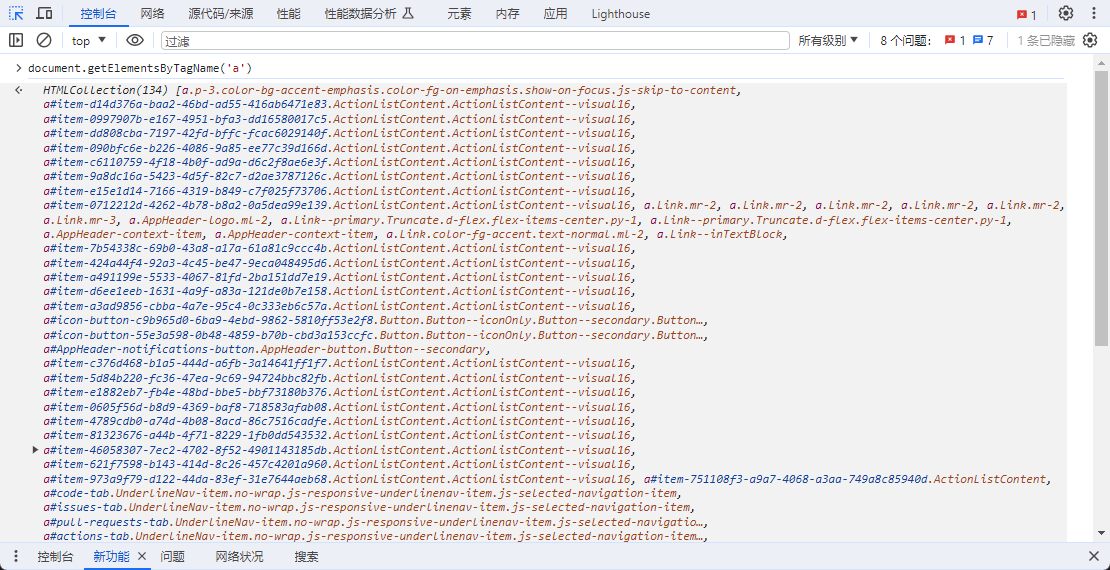 控制台 网络 源代码/来源 性能 性能数据分析 元素 内存 应用 Lighthouse 1
top 过滤 所有级别 8 个问题: 1 7 1 条已隐藏
document.getElementsByTagName('a')
HTMLCollection(134) [a.p-3.color-bg-accent-emphasis.color-fg-on-emphasis.show-on-focus.js-skip-to-content,
a#item-d14d376a-baa2-46bd-ad55-416ab6471e83.ActionListContent.ActionListContent--visual16,
a#item-0997907b-e167-4951-bfa3-dd16580017c5.ActionListContent.ActionListContent--visual16,
a#item-dd808cba-7197-42fd-bffc-fcac6029140f.ActionListContent.ActionListContent--visual16,
a#item-090bfc6e-b226-4086-9a85-ee77c39d166d.ActionListContent.ActionListContent--visual16,
a#item-c6110759-4f18-4b0f-ad9a-d6c2f8ae6e3f.ActionListContent.ActionListContent--visual16,
a#item-9a8dc16a-5423-4d5f-82c7-d2ae3787126c.ActionListContent.ActionListContent--visual16,
a#item-e15e1d14-7166-4319-b849-c7f025f73706.ActionListContent.ActionListContent--visual16,
a#item-0712212d-4262-4b78-b8a2-0a5dea99e139.ActionListContent.ActionListContent--visual16, a.Link.mr-2, a.Link.mr-2, a.Link.mr-2, a.Link.mr-2, a.Link.mr-2,
a.Link.mr-3, a.AppHeader-logo.ml-2, a.Link--primary.Truncate.d-flex.flex-items-center.py-1, a.Link--primary.Truncate.d-flex.flex-items-center.py-1,
a.AppHeader-context-item, a.AppHeader-context-item, a.Link.color-fg-accent.text-normal.ml-2, a.Link--inTextBlock,
a#item-7b54338c-69b0-43a8-a17a-61a81c9ccc4b.ActionListContent.ActionListContent--visual16,
a#item-424a44f4-92a3-4c45-be47-9eca048495d6.ActionListContent.ActionListContent--visual16,
a#item-a491199e-5533-4067-81fd-2ba151dd7e19.ActionListContent.ActionListContent--visual16,
a#item-d6ee1eeb-1631-4a9f-a83a-121de0b7e158.ActionListContent.ActionListContent--visual16,
a#item-a3ad9856-cbba-4a7e-95c4-0c333eb6c57a.ActionListContent.ActionListContent--visual16,
a#icon-button-c9b965d0-6ba9-4ebd-9862-5810ff53e2f8.Button.Button--iconOnly.Button--secondary.Button…,
a#icon-button-55e3a598-0b48-4859-b70b-cbd3a153ccfc.Button.Button--iconOnly.Button--secondary.Button…,
a#AppHeader-notifications-button.AppHeader-button.Button--secondary,
a#item-c376d468-b1a5-444d-a6fb-3a14641ff1f7.ActionListContent.ActionListContent--visual16,
a#item-5d84b220-fc36-47ea-9c69-94724bbc82fb.ActionListContent.ActionListContent--visual16,
a#item-e1882eb7-fb4e-48bd-bbe5-bbf73180b376.ActionListContent.ActionListContent--visual16,
a#item-0605f56d-b8d9-4369-baf8-718583afab08.ActionListContent.ActionListContent--visual16,
a#item-4789cdb0-a74d-4b08-8acd-86c7516cadfe.ActionListContent.ActionListContent--visual16,
a#item-81323676-a44b-4f71-8229-1fb0dd543532.ActionListContent.ActionListContent--visual16,
a#item-46058307-7ec2-4702-8f52-4901143185db.ActionListContent.ActionListContent--visual16,
a#item-621f7598-b143-414d-8c26-457c4201a960.ActionListContent.ActionListContent--visual16,
a#item-973a9f79-d122-44da-83ef-31e7644aeb68.ActionListContent.ActionListContent--visual16, a#item-751108f3-a9a7-4068-a3aa-749a8c85940d.ActionListContent,
a#code-tab.UnderlineNav-item.no-wrap.js-responsive-underlinenav-item.js-selected-navigation-item,
a#issues-tab.UnderlineNav-item.no-wrap.js-responsive-underlinenav-item.js-selected-navigation-item,
a#pull-requests-tab.UnderlineNav-item.no-wrap.js-responsive-underlinenav-item.js-selected-navigatio…,
a#actions-tab.UnderlineNav-item.no-wrap.js-responsive-underlinenav-item.js-selected-navigation-item…,
控制台 新功能 问题 网络状况 搜索